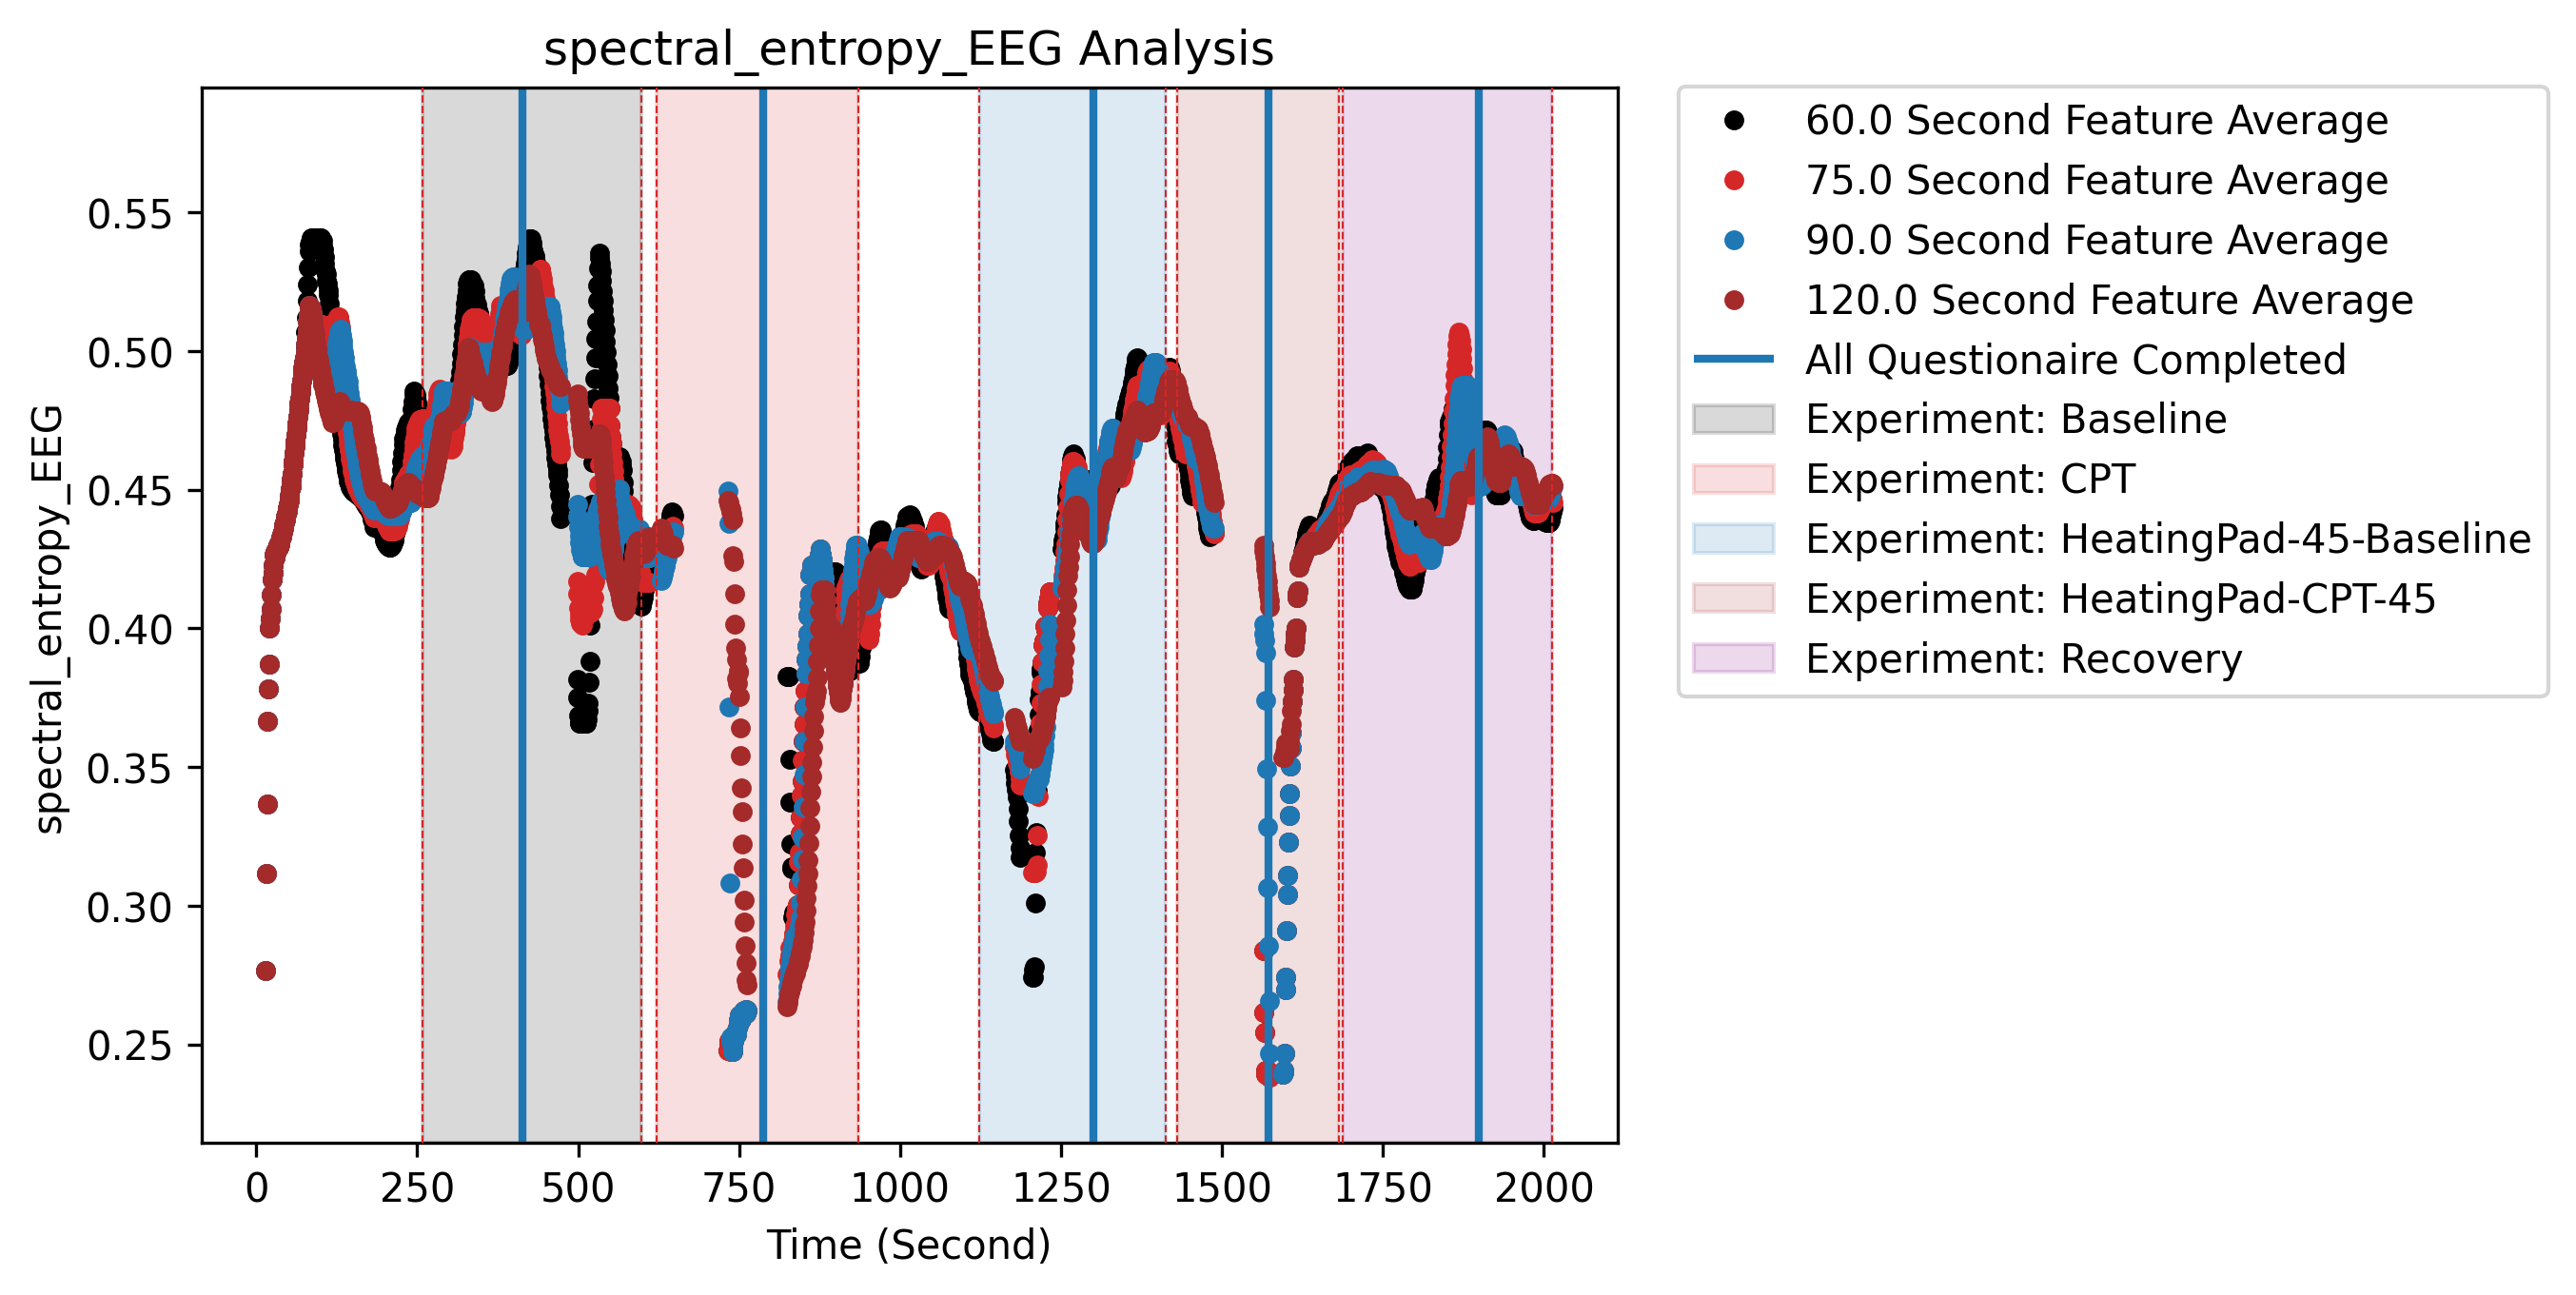 spectral_entropy_EEG Analysis
spectral_entropy_EEG
0.55
0.50
0.45
0.40
0.35
0.30
0.25
0 250 500 750 1000 1250 1500 1750 2000
Time (Second)
60.0 Second Feature Average
75.0 Second Feature Average
90.0 Second Feature Average
120.0 Second Feature Average
All Questionaire Completed
Experiment: Baseline
Experiment: CPT
Experiment: HeatingPad-45-Baseline
Experiment: HeatingPad-CPT-45
Experiment: Recovery